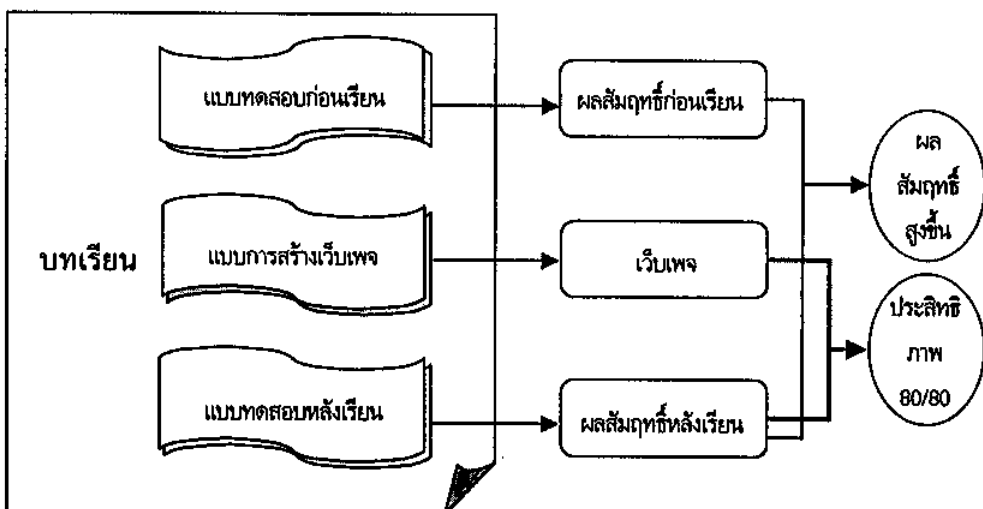 แบบทดสอบก่อนเรียน
ผลสัมฤทธิ์ก่อนเรียน
ผล
สัมฤทธิ์
สูงขึ้น
บทเรียน
แบบการสร้างเว็บเพจ
เว็บเพจ
ประสิทธิ
ภาพ
80/80
แบบทดสอบหลังเรียน
ผลสัมฤทธิ์หลังเรียน